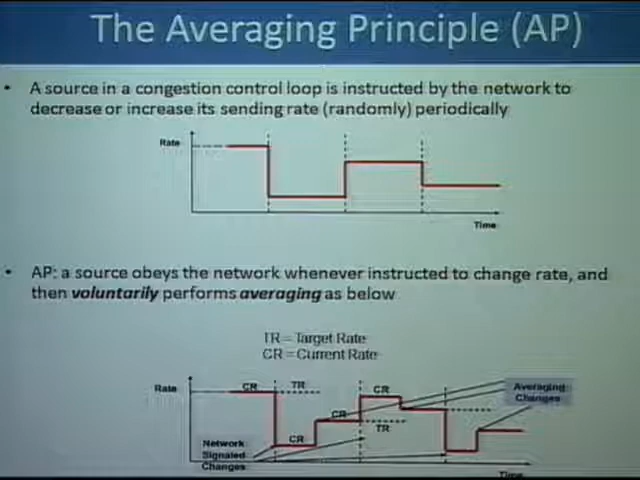 The Averaging Principle (AP)
• A source in a congestion control loop is instructed by the network to
decrease or increase its sending rate (randomly) periodically
Rate
Time
• AP: a source obeys the network whenever instructed to change rate, and
then voluntarily performs averaging as below
TR = Target Rate
CR = Current Rate
Rate
CR
TR
CR
Averaging
Changes
CR
TR
CR
Network
Signaled
Changes
Time